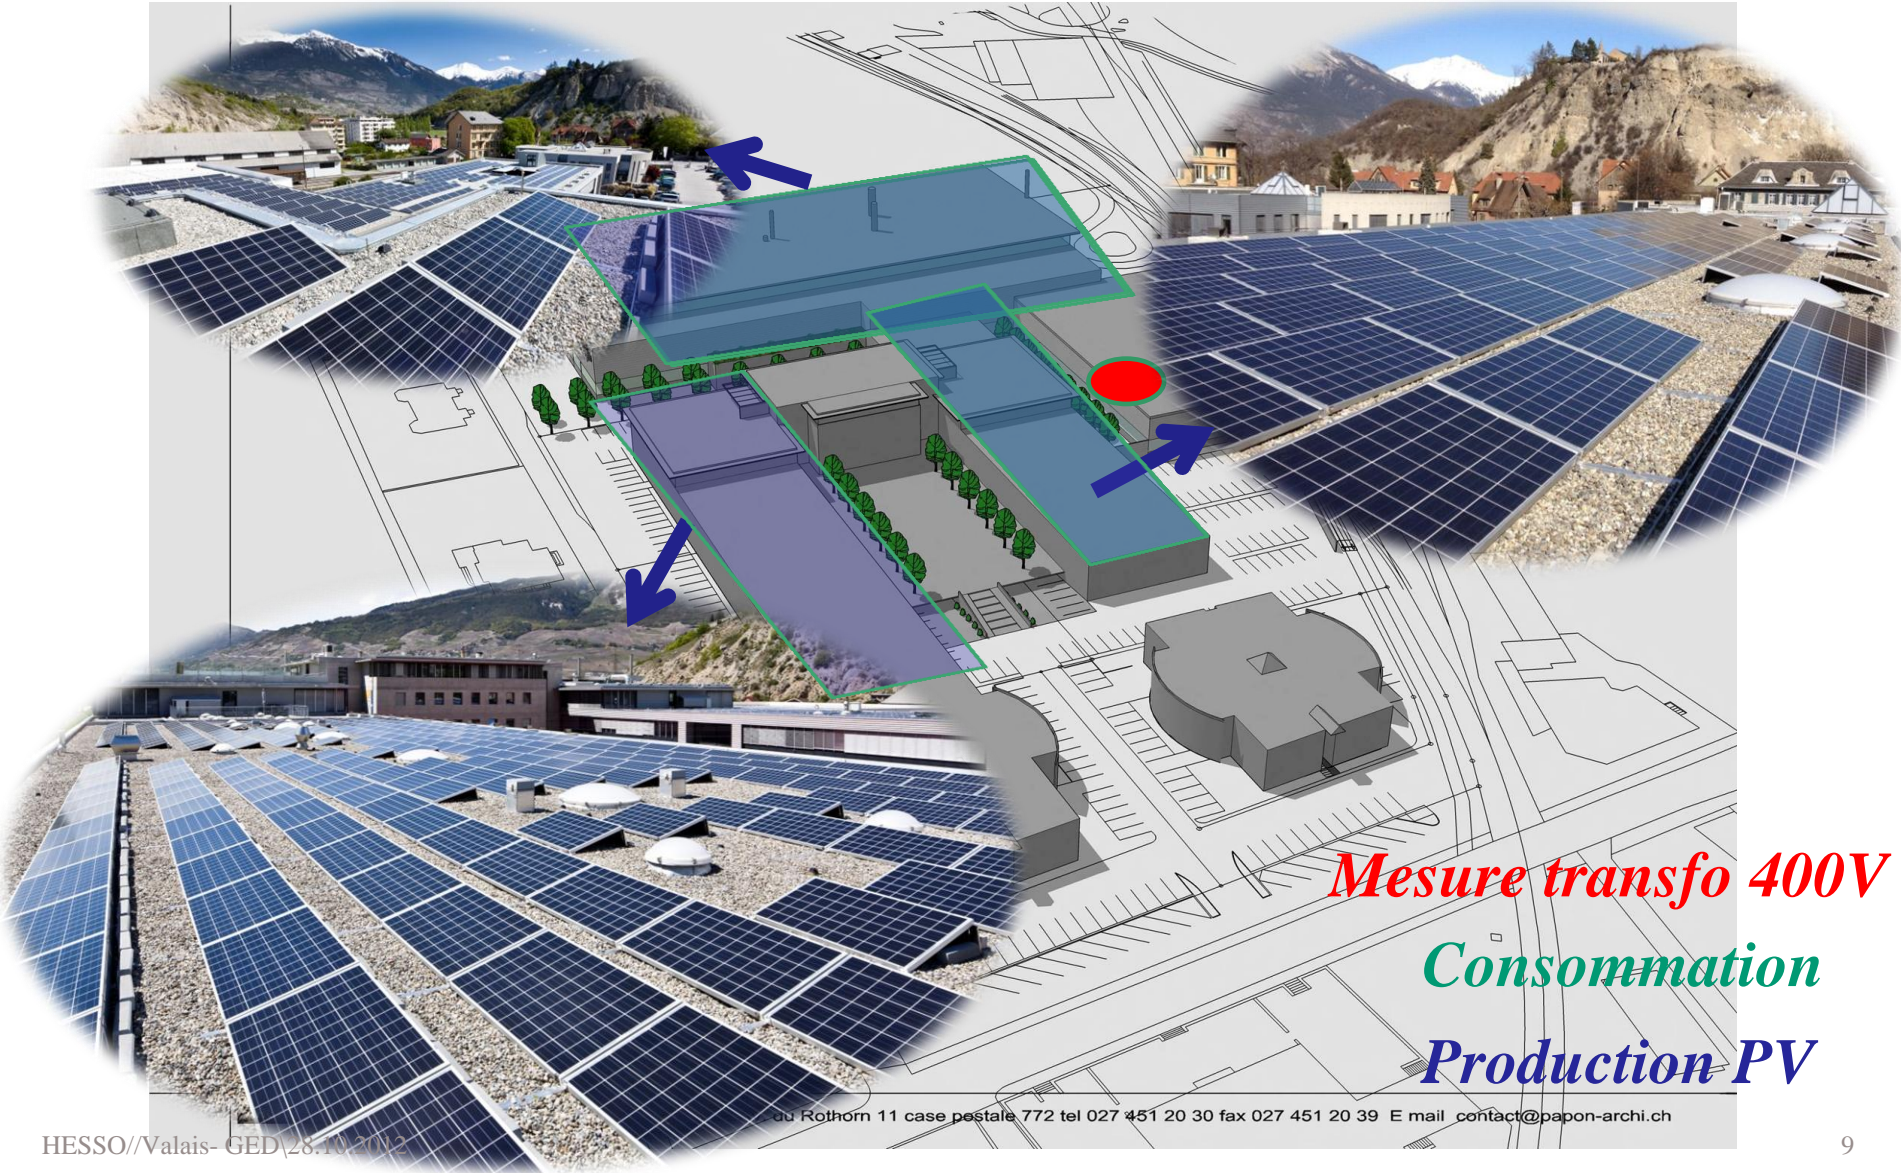 Mesure transfo 400V
Consommation
Production PV
du Rothorn 11 case postale 772 tel 027 451 20 30 fax 027 451 20 39 E mail contact@papon-archi.ch
HESSO//Valais- GED\28.10.2012
9